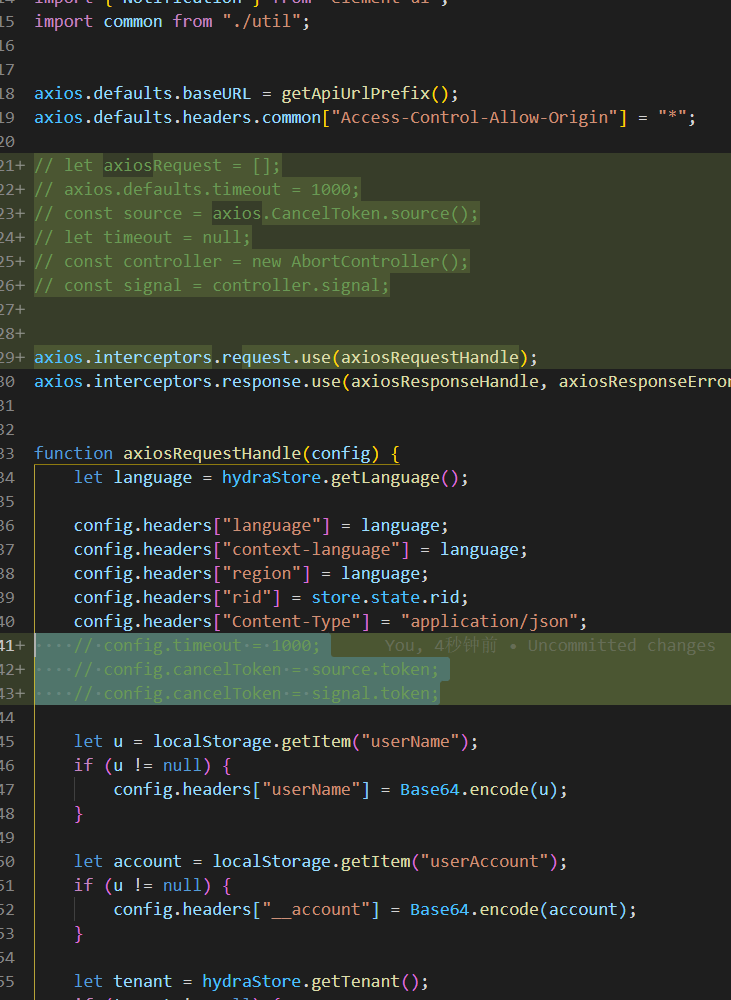 import { Notification } from "element-ui";
15 import common from "./util";
16
17
18 axios.defaults.baseURL = getApiUrlPrefix();
19 axios.defaults.headers.common["Access-Control-Allow-Origin"] = "*";
20
21+ // let axiosRequest = [];
22+ // axios.defaults.timeout = 1000;
23+ // const source = axios.CancelToken.source();
24+ // let timeout = null;
25+ // const controller = new AbortController();
26+ // const signal = controller.signal;
27+
28+
29+ axios.interceptors.request.use(axiosRequestHandle);
30 axios.interceptors.response.use(axiosResponseHandle, axiosResponseError
31
32
33 function axiosRequestHandle(config) {
34 let language = hydraStore.getLanguage();
35
36 config.headers["language"] = language;
37 config.headers["context-language"] = language;
38 config.headers["region"] = language;
39 config.headers["rid"] = store.state.rid;
40 config.headers["Content-Type"] = "application/json";
41+ // config.timeout = 1000; You, 4秒钟前 • Uncommitted changes
42+ // config.cancelToken = source.token;
43+ // config.cancelToken = signal.token;
44
45 let u = localStorage.getItem("userName");
46 if (u != null) {
47 config.headers["userName"] = Base64.encode(u);
48 }
49
50 let account = localStorage.getItem("userAccount");
51 if (u != null) {
52 config.headers["__account"] = Base64.encode(account);
53 }
54
55 let tenant = hydraStore.getTenant();